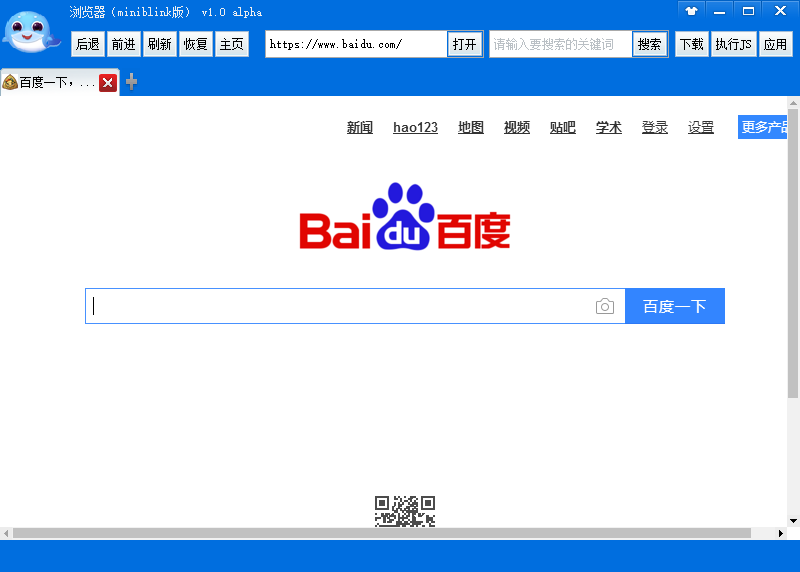 浏览器（miniblink版） v1.0 alpha
后退 前进 刷新 恢复 主页 https://www.baidu.com/ 打开 请输入要搜索的关键词 搜索 下载 执行JS 应用
百度一下，...
新闻 hao123 地图 视频 贴吧 学术 登录 设置 更多产品
Bai du 百度
百度一下